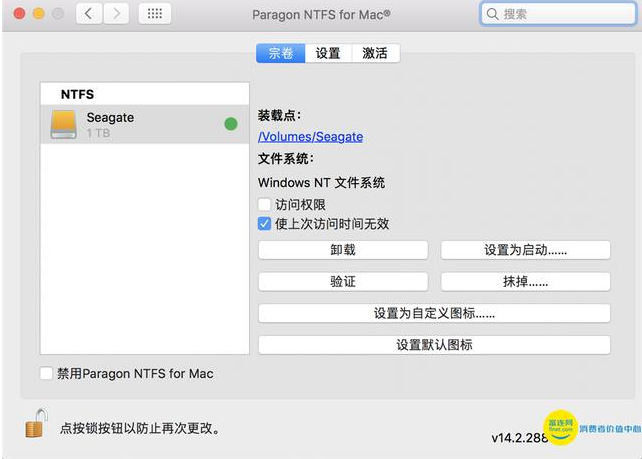 Paragon NTFS for Mac®
搜索
宗卷 设置 激活
NTFS
Seagate
1 TB
装载点：
/Volumes/Seagate
文件系统：
Windows NT 文件系统
访问权限
使上次访问时间无效
卸载 设置为启动......
验证 抹掉......
设置为自定义图标......
设置默认图标
禁用Paragon NTFS for Mac
点按锁按钮以防止再次更改。
v14.2.288
富连网
flnet.com
消费者价值中心